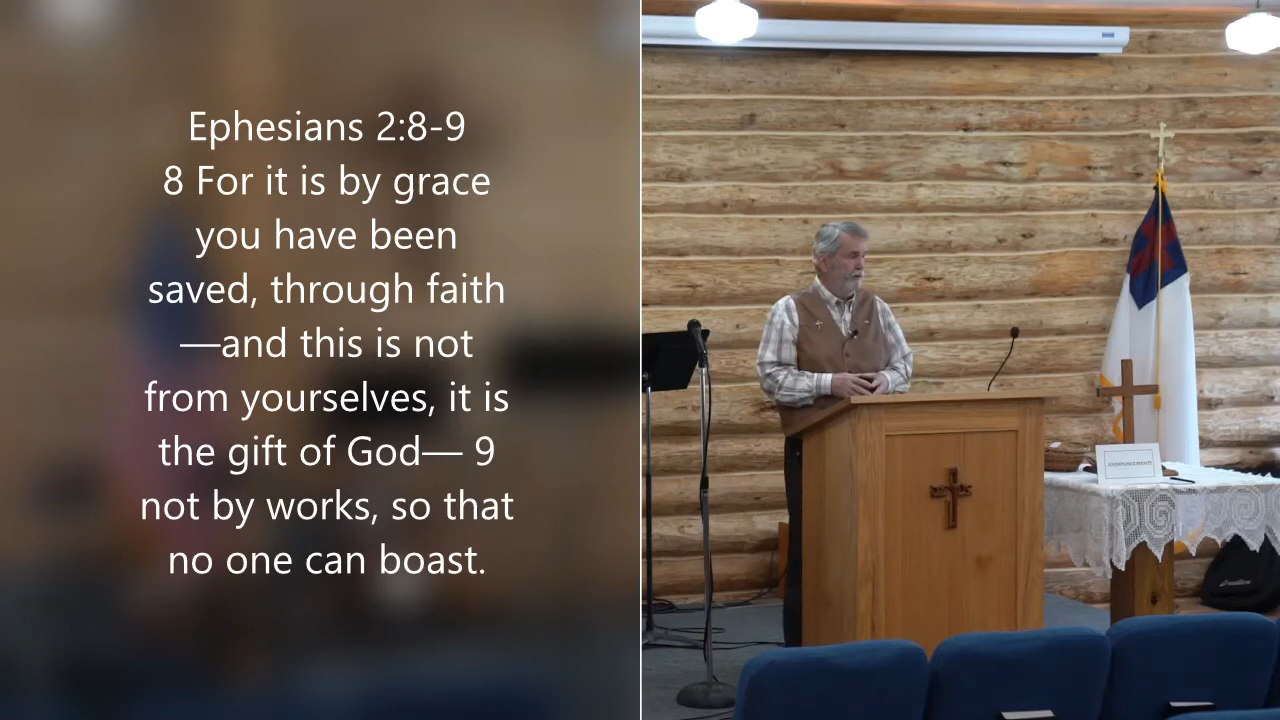 Ephesians 2:8-9
8 For it is by grace
you have been
saved, through faith
—and this is not
from yourselves, it is
the gift of God— 9
not by works, so that
no one can boast.
ANNOUNCEMENTS